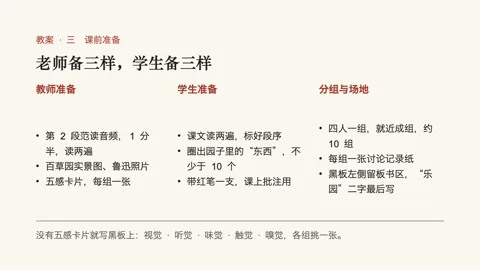 教案 · 三 课前准备
老师备三样，学生备三样
教师准备
• 第 2 段范读音频，1 分
半，读两遍
• 百草园实景图、鲁迅照片
• 五感卡片，每组一张
学生准备
• 课文读两遍，标好段序
• 圈出园子里的“东西”，不
少于 10 个
• 带红笔一支，课上批注用
分组与场地
• 四人一组，就近成组，约
10 组
• 每组一张讨论记录纸
• 黑板左侧留板书区，“乐
园”二字最后写
没有五感卡片就写黑板上：视觉 · 听觉 · 味觉 · 触觉 · 嗅觉，各组挑一张。